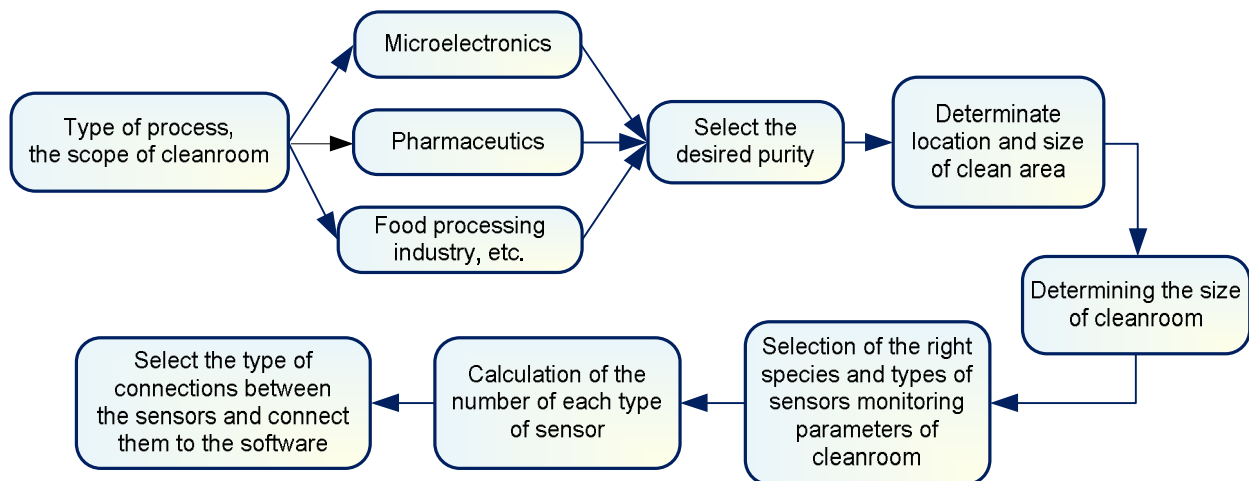 Type of process,
the scope of cleanroom
Microelectronics
Pharmaceutics
Food processing
industry, etc.
Select the
desired purity
Determinate
location and size
of clean area
Determining the size
of cleanroom
Selection of the right
species and types of
sensors monitoring
parameters of
cleanroom
Calculation of the
number of each type
of sensor
Select the type of
connections between
the sensors and connect
them to the software